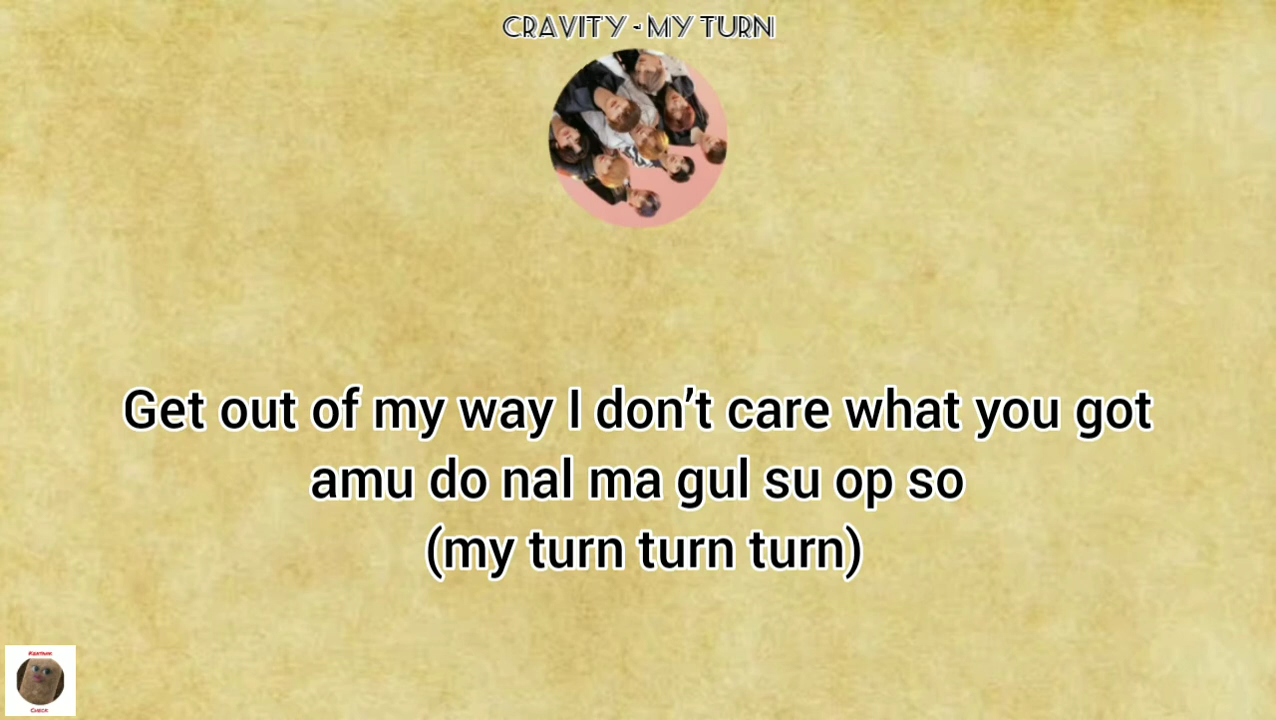 CRAVITY - MY TURN
Get out of my way I don't care what you got
amu do nal ma gul su op so
(my turn turn turn)
Check